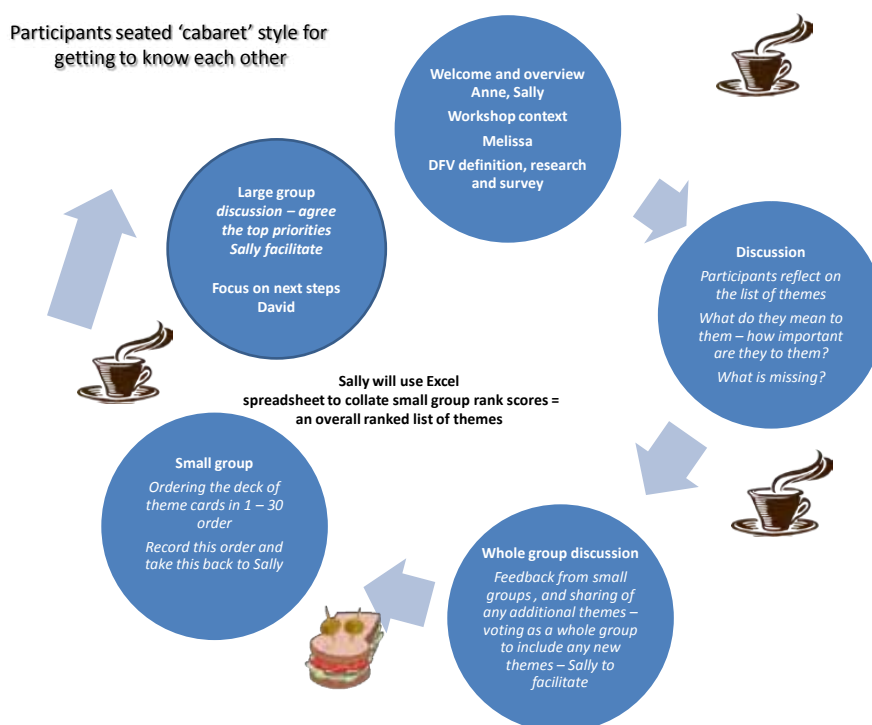 Participants seated ‘cabaret’ style for
getting to know each other
Welcome and overview
Anne, Sally
Workshop context
Melissa
DFV definition, research
and survey
Discussion
Participants reflect on
the list of themes
What do they mean to
them – how important
are they to them?
What is missing?
Whole group discussion
Feedback from small
groups , and sharing of
any additional themes –
voting as a whole group
to include any new
themes – Sally to
facilitate
Small group
Ordering the deck of
theme cards in 1 – 30
order
Record this order and
take this back to Sally
Large group
discussion – agree
the top priorities
Sally facilitate
Focus on next steps
David
Sally will use Excel
spreadsheet to collate small group rank scores =
an overall ranked list of themes